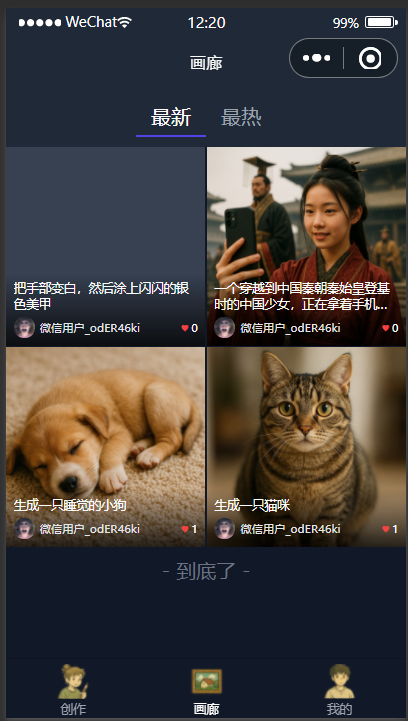 WeChat 12:20 99%
画廊
最新 最热
把手部变白，然后涂上闪闪的银
色美甲
微信用户_odER46ki 0
一个穿越到中国秦朝秦始皇登基
时的中国少女，正在拿着手机...
微信用户_odER46ki 0
生成一只睡觉的小狗
微信用户_odER46ki 1
生成一只猫咪
微信用户_odER46ki 1
- 到底了 -
创作 画廊 我的